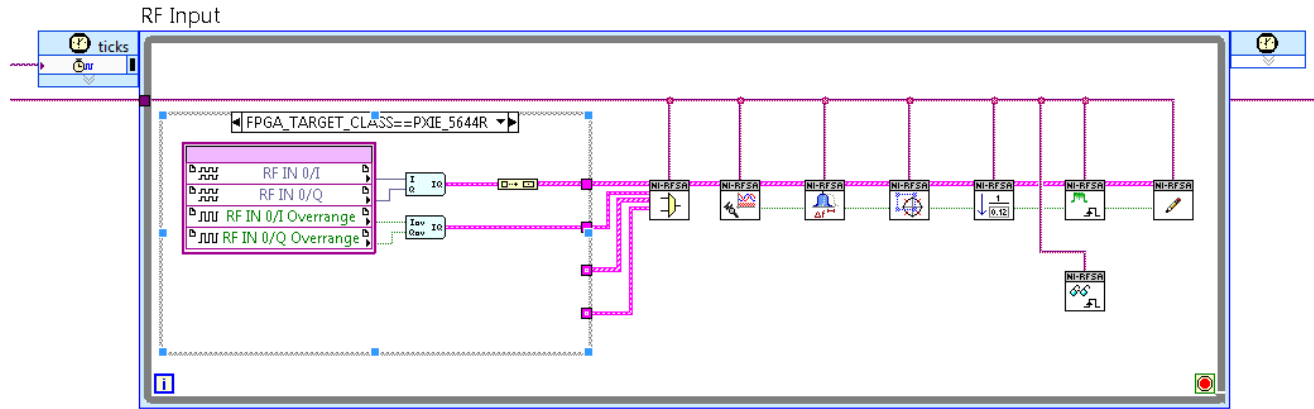 RF Input
ticks
FPGA_TARGET_CLASS==PXIE_5644R
RF IN 0/I
RF IN 0/Q
RF IN 0/I Overrange
RF IN 0/Q Overrange
I
Q
IQ
Iov
Qov
IQ
NI-RFSA
NI-RFSA
NI-RFSA
NI-RFSA
NI-RFSA
NI-RFSA
NI-RFSA
Δf
1
0.12
NI-RFSA
i